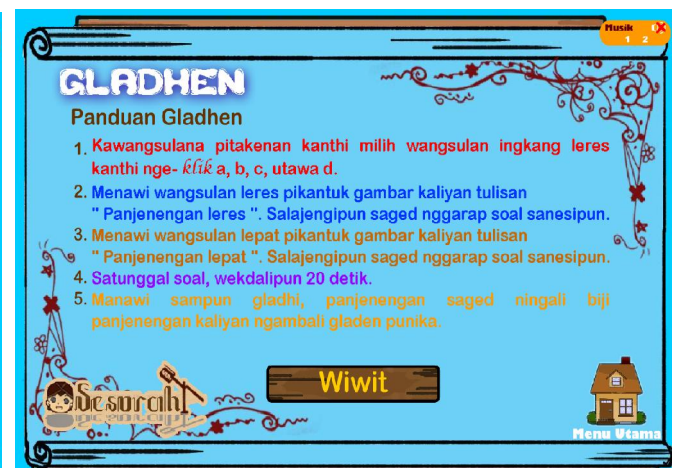 Musik
1 2
GLADHEN
Panduan Gladhen
1. Kawangsulana pitakenan kanthi milih wangsulan ingkang leres
kanthi nge- klik a, b, c, utawa d.
2. Menawi wangsulan leres pikantuk gambar kaliyan tulisan
" Panjenengan leres ". Salajengipun saged nggarap soal sanesipun.
3. Menawi wangsulan lepat pikantuk gambar kaliyan tulisan
" Panjenengan lepat ". Salajengipun saged nggarap soal sanesipun.
4. Satunggal soal, wekdalipun 20 detik.
5. Manawi sampun gladhi, panjenengan saged ningali biji
panjenengan kaliyan ngambali gladen punika.
Wiwit
Sesorah
Menu Utama